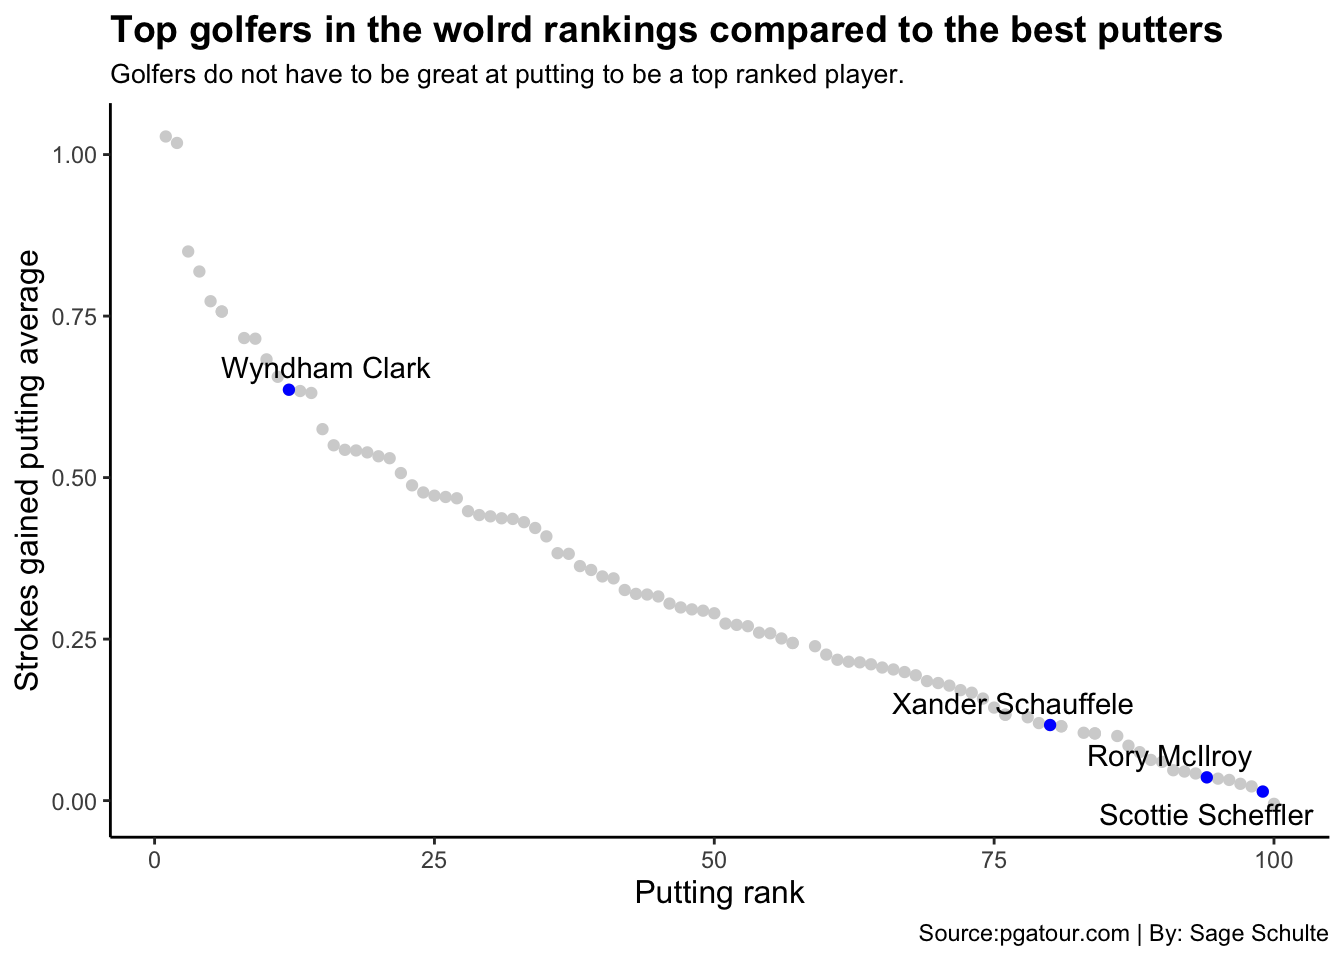 Top golfers in the wolrd rankings compared to the best putters
Golfers do not have to be great at putting to be a top ranked player.
Strokes gained putting average
1.00
0.75
0.50
0.25
0.00
Wyndham Clark
Xander Schauffele
Rory McIlroy
Scottie Scheffler
0
25
50
75
100
Putting rank
Source:pgatour.com | By: Sage Schulte